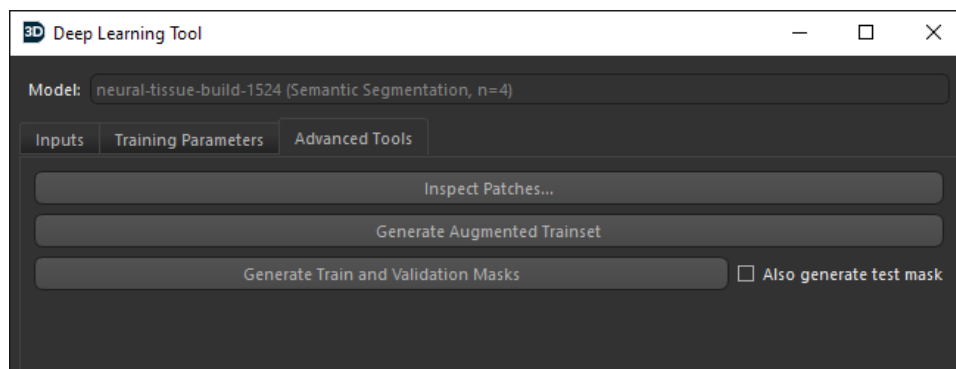 3D Deep Learning Tool
Model: neural-tissue-build-1524 (Semantic Segmentation, n=4)
Inputs Training Parameters Advanced Tools
Inspect Patches...
Generate Augmented Trainset
Generate Train and Validation Masks Also generate test mask